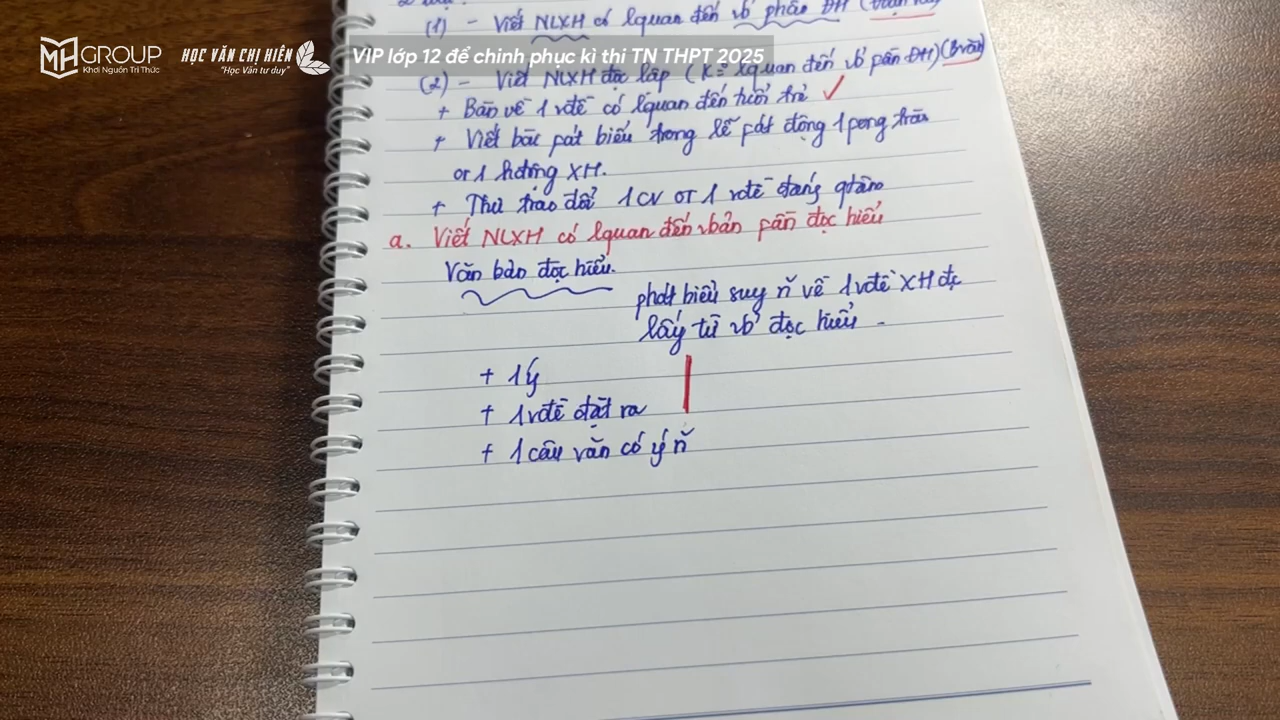 (1) - Viết NLXH có lquan đến vb phần ĐH
MH GROUP
Khơi Nguồn Tri Thức
HỌC VĂN CHỊ HIÊN
"Học Văn tư duy"
VIP lớp 12 để chinh phục kì thi TN THPT 2025
(2) - Viết NLXH độc lập (K lquan đến vb pần ĐH)
+ Bàn về 1 vđề có lquan đến tuổi trẻ ✓
+ Viết bài pát biểu trong lễ pát động 1 pong trào
or 1 hđộng XH.
+ Thư trao đổi 1 CV or 1 vđề đáng qtâm
a. Viết NLXH có lquan đến vbản pần đọc hiểu
Văn bản đọc hiểu.
phát biểu suy n̆ về 1 vđề XH đc
lấy từ vb đọc hiểu.
+ 1 ý
+ 1 vđề đặt ra
+ 1 câu văn có ý n̆